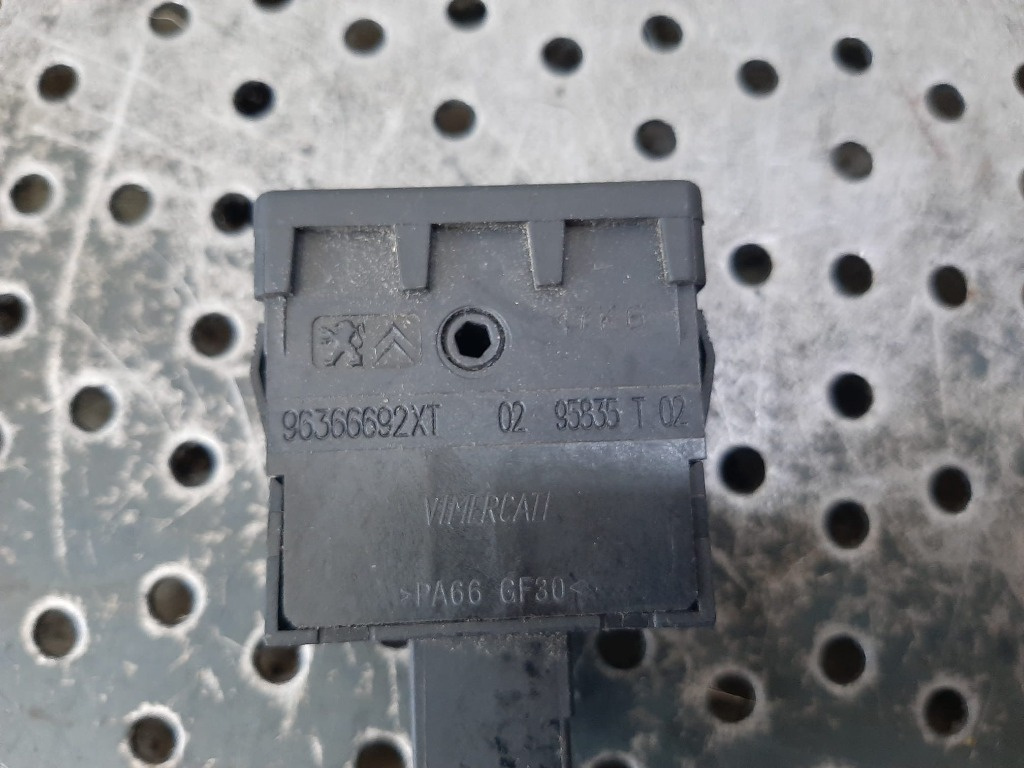 96366692XT 02 95835 T 02
VIMERCATI
>PA66 GF30<